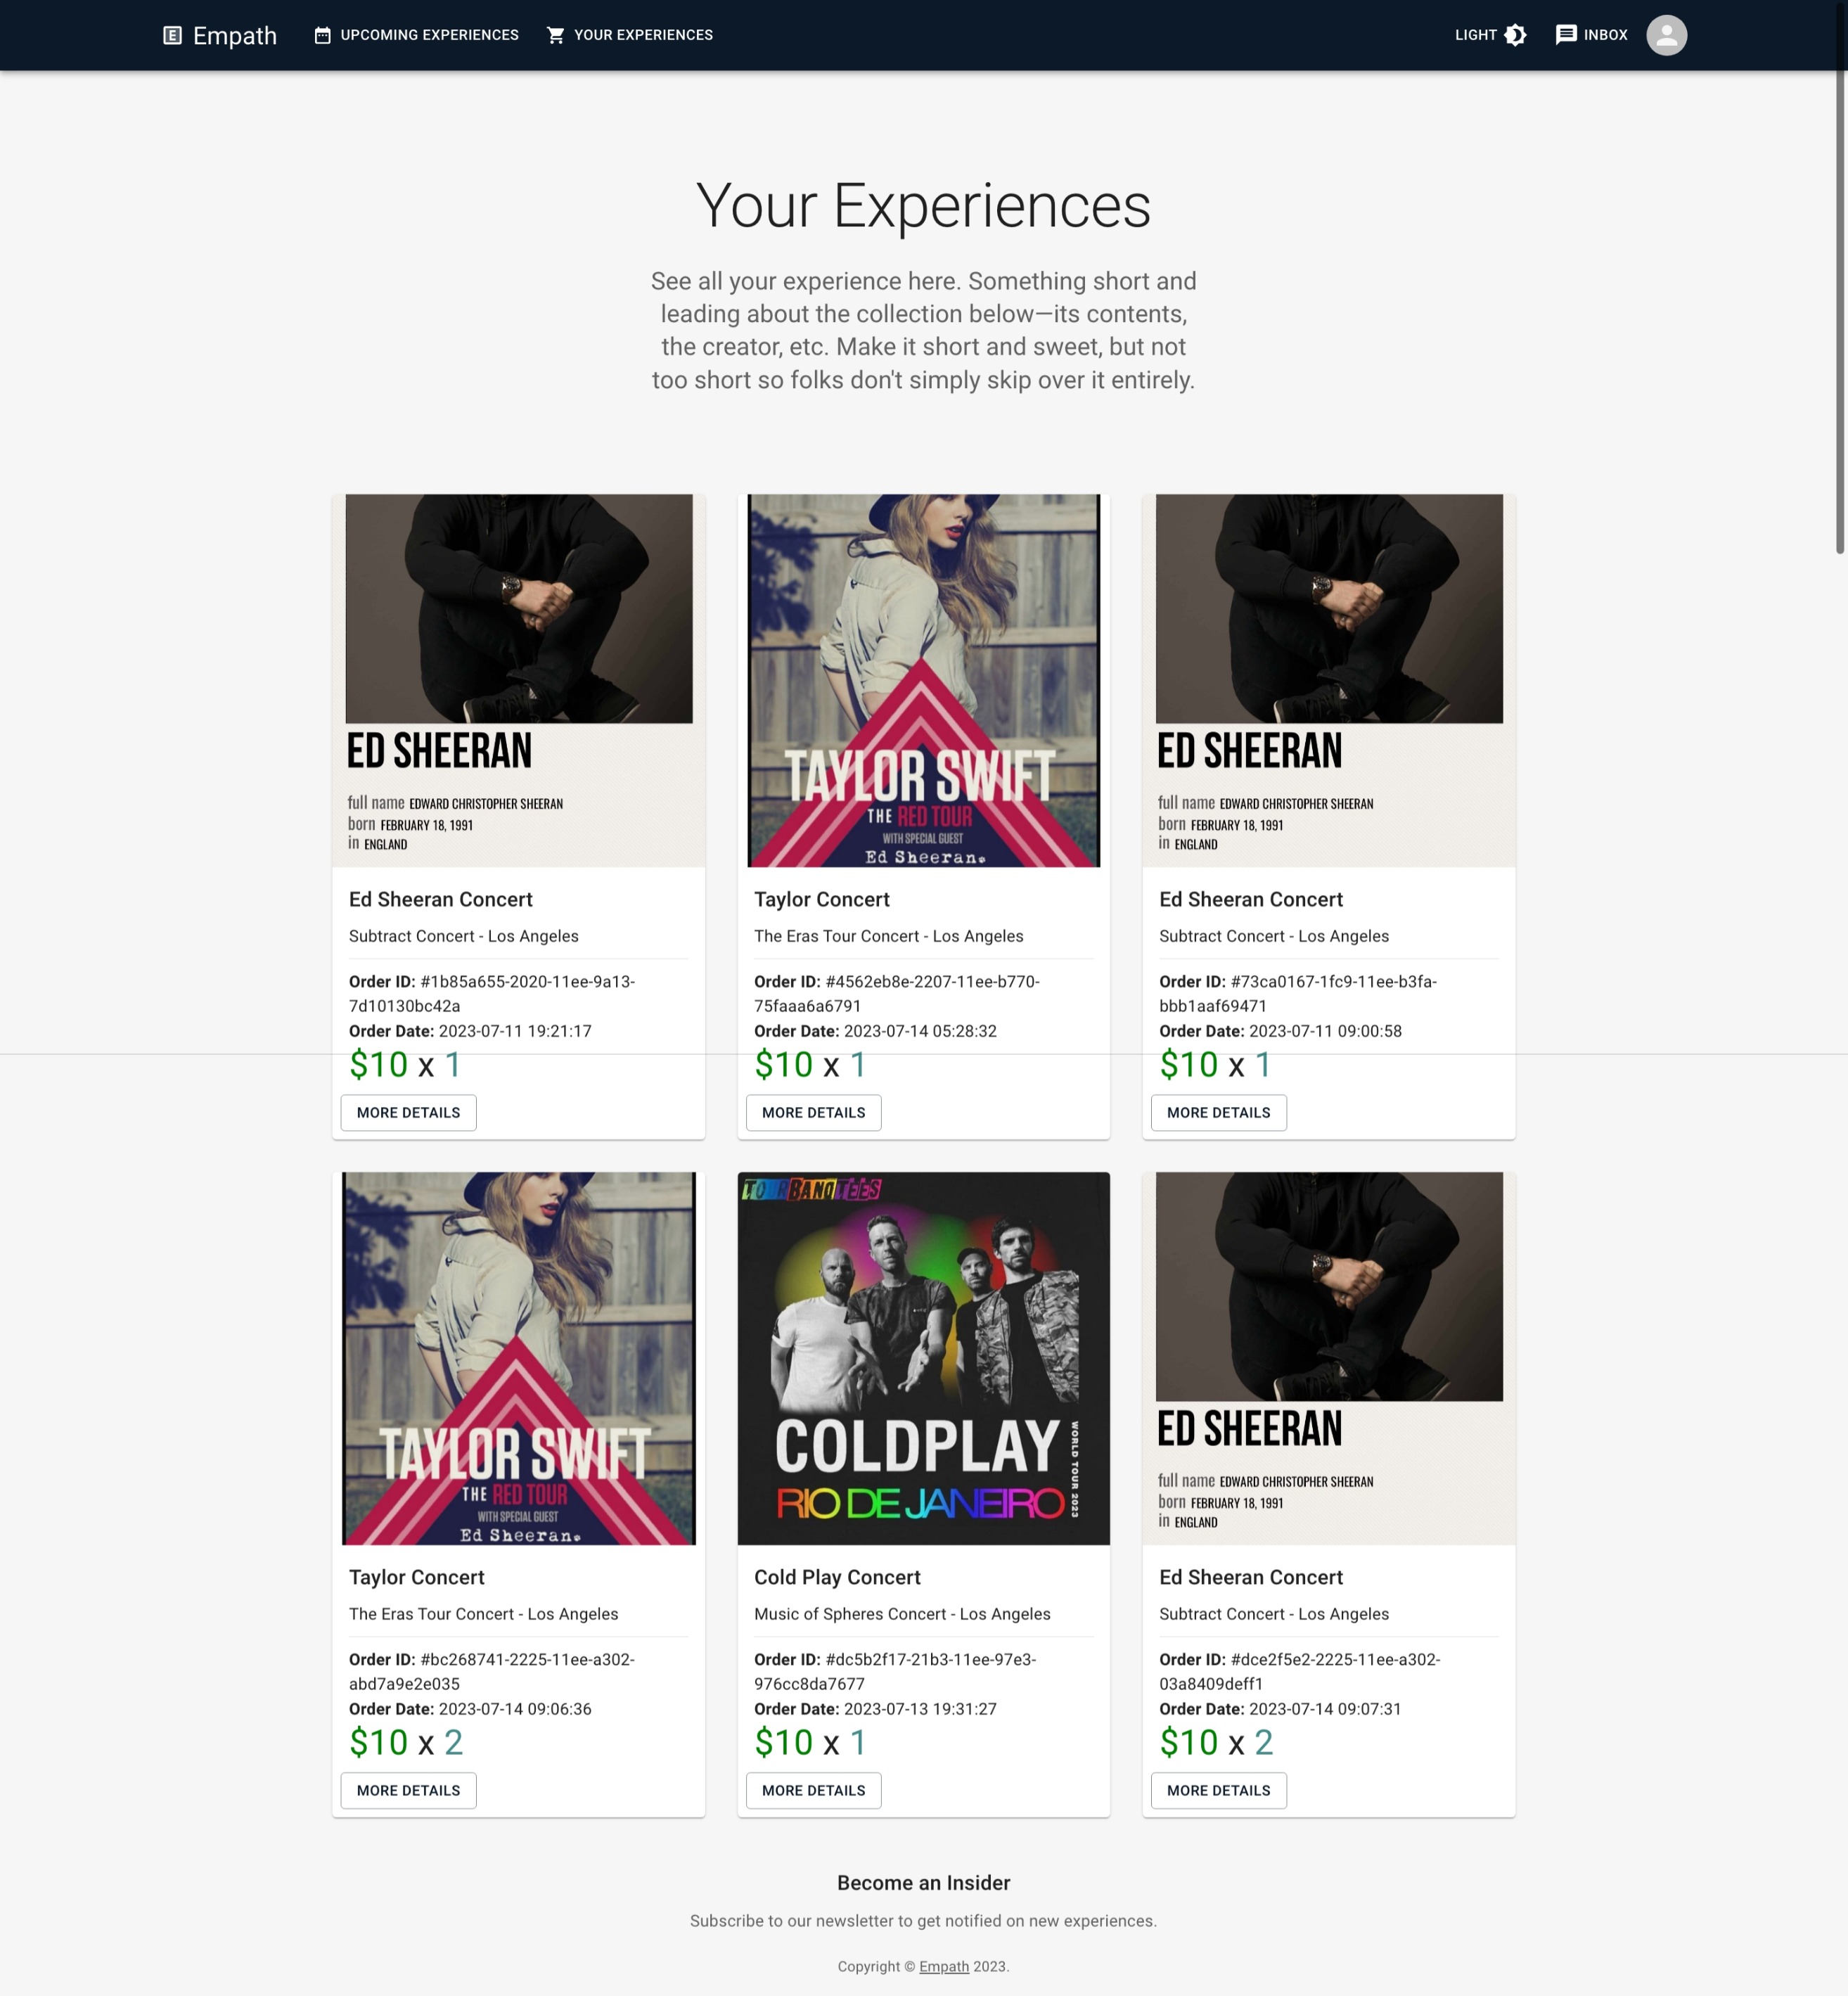 E Empath
UPCOMING EXPERIENCES
YOUR EXPERIENCES
LIGHT
INBOX
Your Experiences
See all your experience here. Something short and
leading about the collection below—its contents,
the creator, etc. Make it short and sweet, but not
too short so folks don't simply skip over it entirely.
ED SHEERAN
full name EDWARD CHRISTOPHER SHEERAN
born FEBRUARY 18, 1991
in ENGLAND
Ed Sheeran Concert
Subtract Concert - Los Angeles
Order ID: #1b85a655-2020-11ee-9a13-
7d10130bc42a
Order Date: 2023-07-11 19:21:17
$10 x 1
MORE DETAILS
TAYLOR SWIFT
THE RED TOUR
WITH SPECIAL GUEST
Ed Sheeran.
Taylor Concert
The Eras Tour Concert - Los Angeles
Order ID: #4562eb8e-2207-11ee-b770-
75faaa6a6791
Order Date: 2023-07-14 05:28:32
$10 x 1
MORE DETAILS
ED SHEERAN
full name EDWARD CHRISTOPHER SHEERAN
born FEBRUARY 18, 1991
in ENGLAND
Ed Sheeran Concert
Subtract Concert - Los Angeles
Order ID: #73ca0167-1fc9-11ee-b3fa-
bbb1aaf69471
Order Date: 2023-07-11 09:00:58
$10 x 1
MORE DETAILS
TAYLOR SWIFT
THE RED TOUR
WITH SPECIAL GUEST
Ed Sheeran.
Taylor Concert
The Eras Tour Concert - Los Angeles
Order ID: #bc268741-2225-11ee-a302-
abd7a9e2e035
Order Date: 2023-07-14 09:06:36
$10 x 2
MORE DETAILS
TOUR BAND TEES
COLDPLAY
WORLD TOUR 2023
RIO DE JANEIRO
Cold Play Concert
Music of Spheres Concert - Los Angeles
Order ID: #dc5b2f17-21b3-11ee-97e3-
976cc8da7677
Order Date: 2023-07-13 19:31:27
$10 x 1
MORE DETAILS
ED SHEERAN
full name EDWARD CHRISTOPHER SHEERAN
born FEBRUARY 18, 1991
in ENGLAND
Ed Sheeran Concert
Subtract Concert - Los Angeles
Order ID: #dce2f5e2-2225-11ee-a302-
03a8409deff1
Order Date: 2023-07-14 09:07:31
$10 x 2
MORE DETAILS
Become an Insider
Subscribe to our newsletter to get notified on new experiences.
Copyright © Empath 2023.